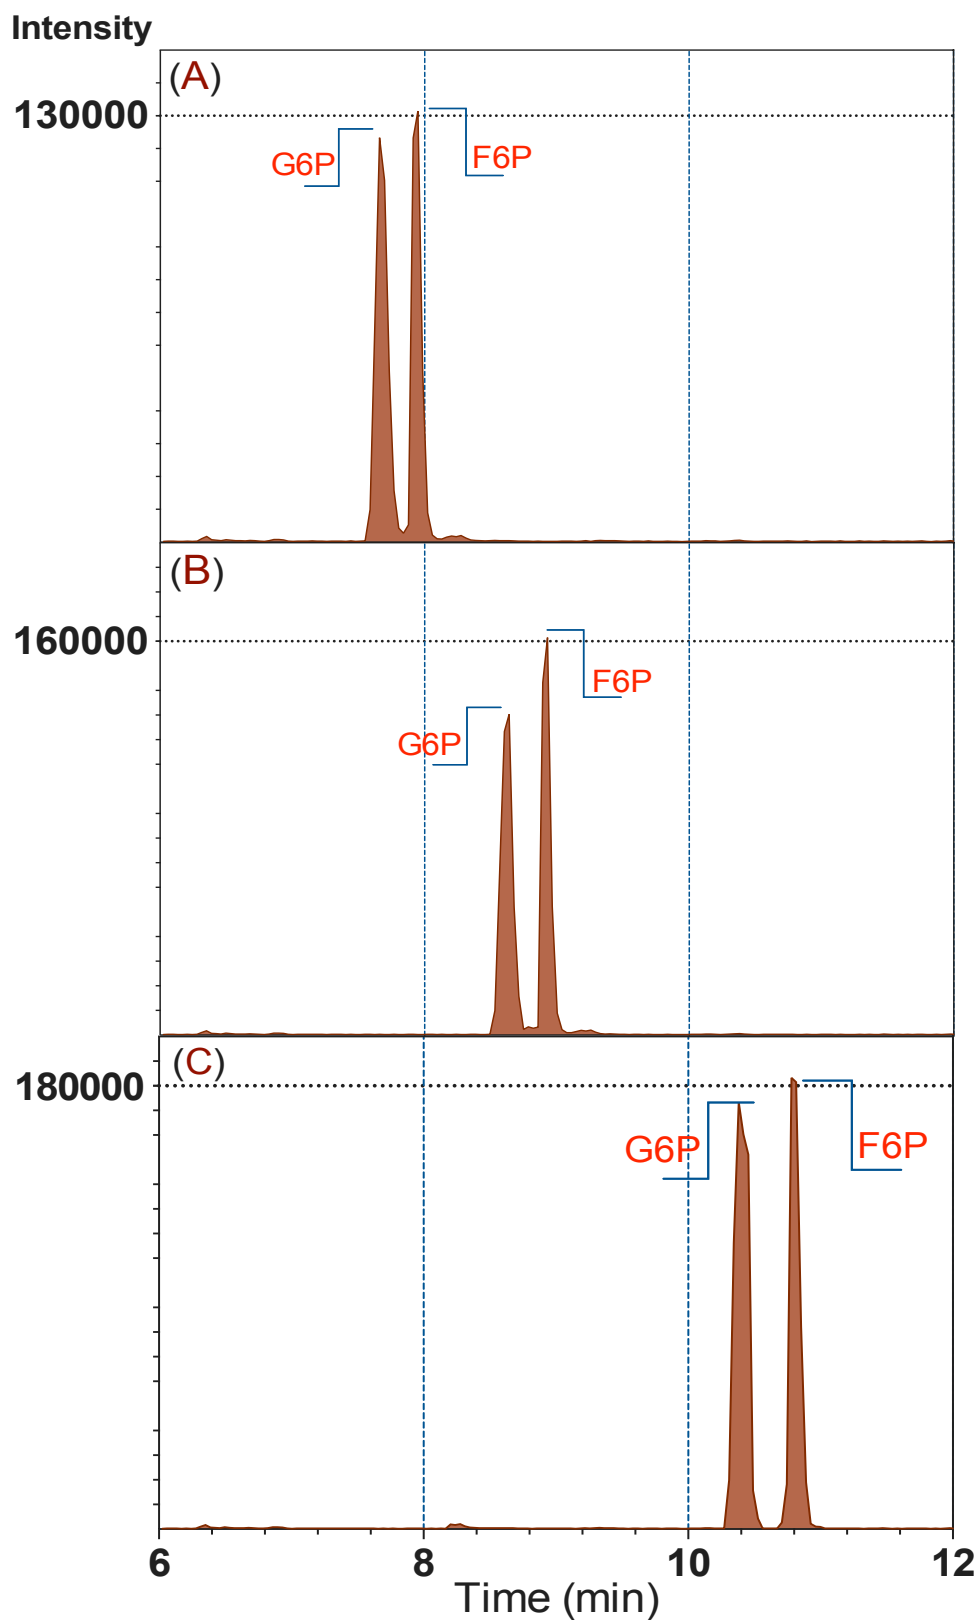 Intensity
(A)
130000
G6P
F6P
(B)
160000
F6P
G6P
(C)
180000
G6P
F6P
6 8 10 12
Time (min)